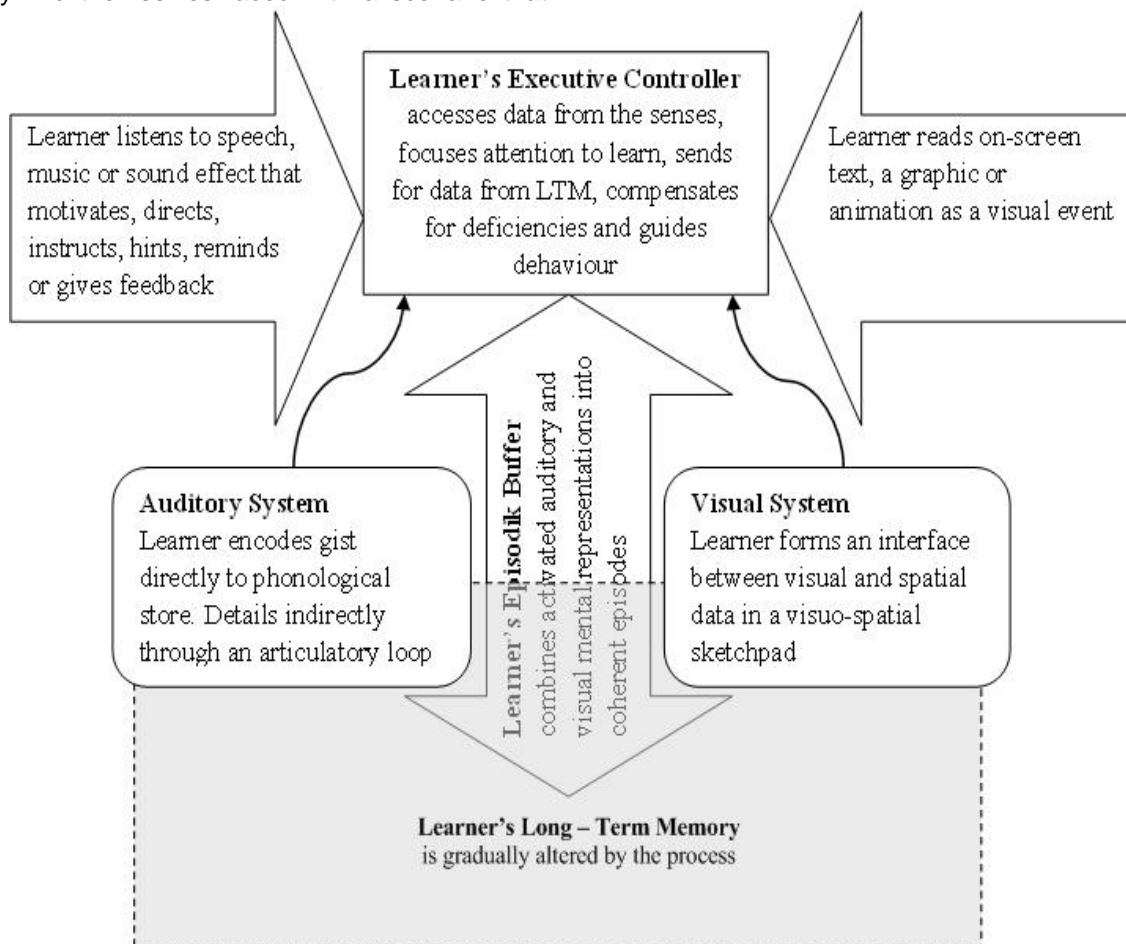 Learner's Executive Controller
accesses data from the senses,
focuses attention to learn, sends
for data from LTM, compensates
for deficiencies and guides
dehaviour
Learner listens to speech,
music or sound effect that
motivates, directs,
instructs, hints, reminds
or gives feedback
Learner reads on-screen
text, a graphic or
animation as a visual event
Learner's Episodik Buffer
combines activated auditory and
visual mental representations into
coherent episodes
Auditory System
Learner encodes gist
directly to phonological
store. Details indirectly
through an articulatory loop
Visual System
Learner forms an interface
between visual and spatial
data in a visuo-spatial
sketchpad
Learner's Long – Term Memory
is gradually altered by the process